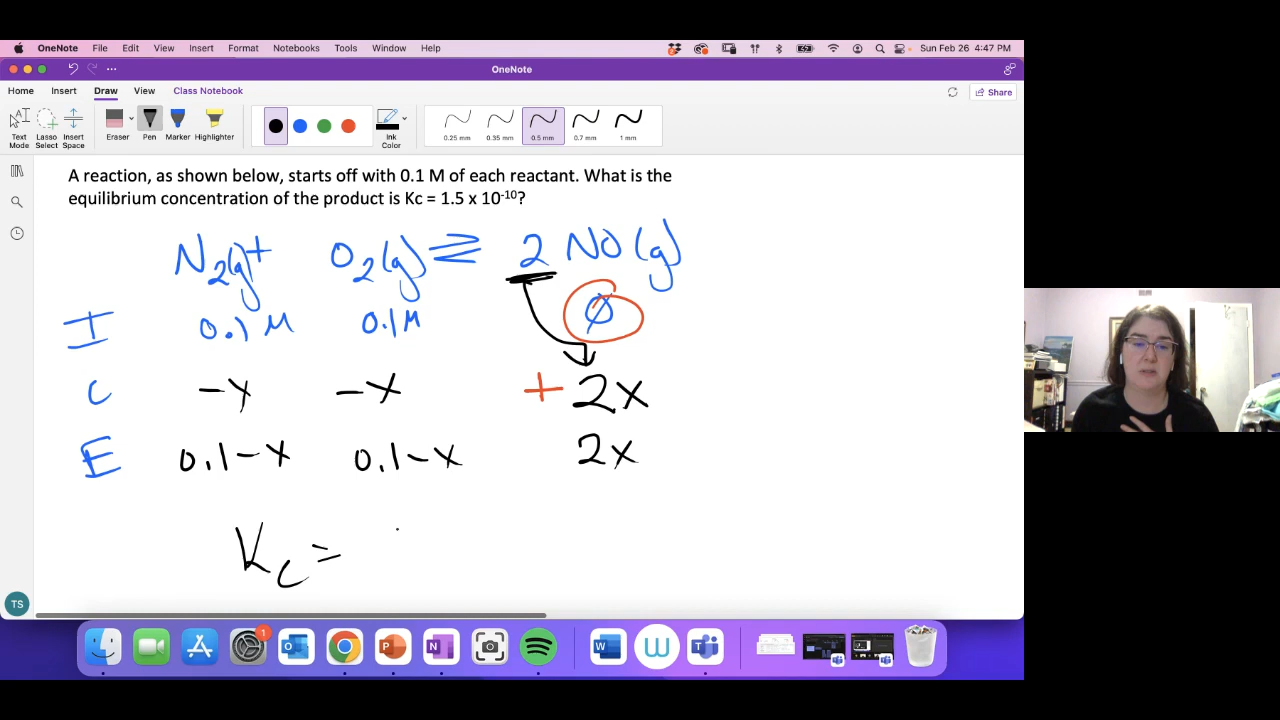 OneNote File Edit View Insert Format Notebooks Tools Window Help Sun Feb 26 4:47 PM
OneNote
Home Insert Draw View Class Notebook Share
Text Mode Lasso Select Insert Space Eraser Pen Marker Highlighter Ink Color 0.25 mm 0.35 mm 0.5 mm 0.7 mm 1 mm
A reaction, as shown below, starts off with 0.1 M of each reactant. What is the
equilibrium concentration of the product is Kc = 1.5 x 10⁻¹⁰?
N₂(g) + O₂(g) ⇌ 2 NO (g)
I 0.1 M 0.1 M ∅
C -x -x + 2x
E 0.1-x 0.1-x 2x
Kc =
TS
1